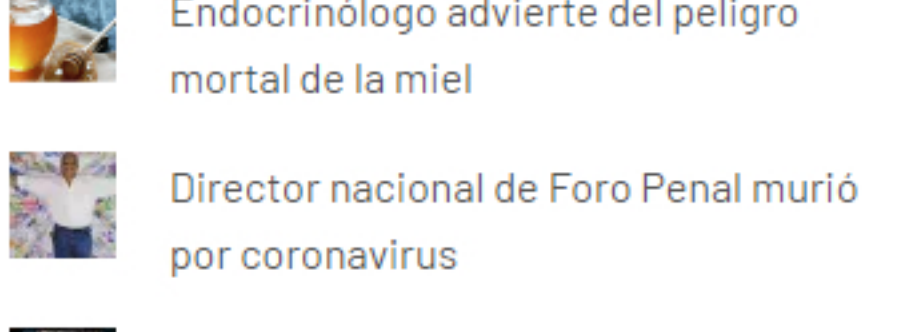 Endocrinólogo advierte del peligro
mortal de la miel
Director nacional de Foro Penal murió
por coronavirus